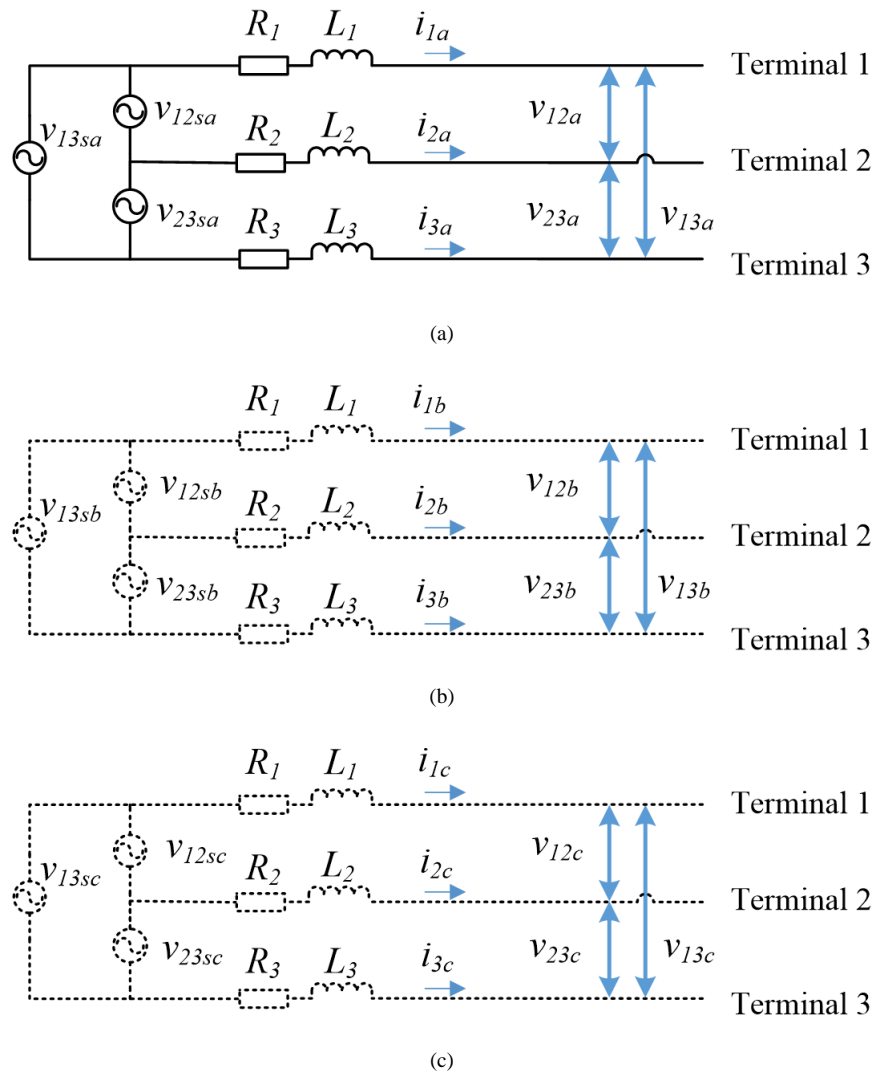 R1 L1 i1a Terminal 1
v12sa v12a
v13sa R2 L2 i2a Terminal 2
v23sa v23a v13a
R3 L3 i3a Terminal 3
(a)
R1 L1 i1b Terminal 1
v12sb v12b
v13sb R2 L2 i2b Terminal 2
v23sb v23b v13b
R3 L3 i3b Terminal 3
(b)
R1 L1 i1c Terminal 1
v12sc v12c
v13sc R2 L2 i2c Terminal 2
v23sc v23c v13c
R3 L3 i3c Terminal 3
(c)